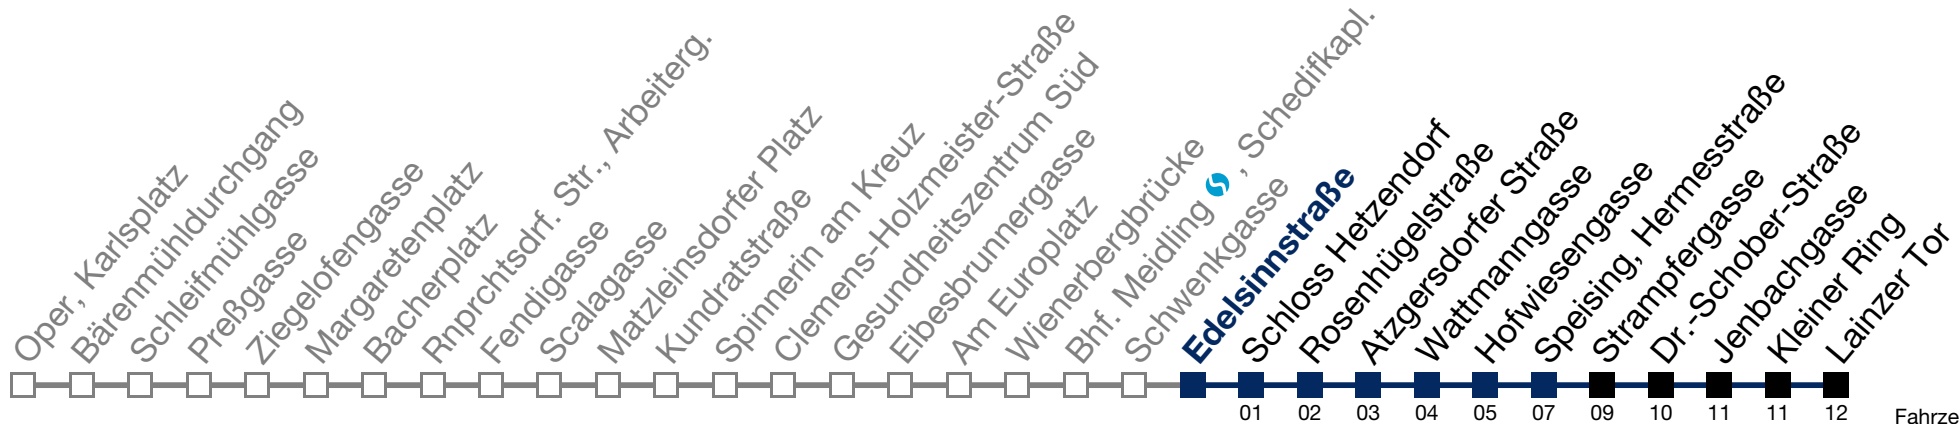 Oper, Karlsplatz
Bärenmühldurchgang
Schleifmühlgasse
Preßgasse
Ziegelofengasse
Margaretenplatz
Bacherplatz
Rnprchtsdrf. Str., Arbeiterg.
Fendigasse
Scalagasse
Matzleinsdorfer Platz
Kundratstraße
Spinnerin am Kreuz
Clemens-Holzmeister-Straße
Gesundheitszentrum Süd
Eibesbrunnergasse
Am Europlatz
Wienerbergbrücke
Bhf. Meidling , Schedifkapl.
Schwenkgasse
Edelsinnstraße
Schloss Hetzendorf
Rosenhügelstraße
Atzgersdorfer Straße
Wattmanngasse
Hofwiesengasse
Speising, Hermesstraße
Strampfergasse
Dr.-Schober-Straße
Jenbachgasse
Kleiner Ring
Lainzer Tor
01 02 03 04 05 07 09 10 11 11 12 Fahrze